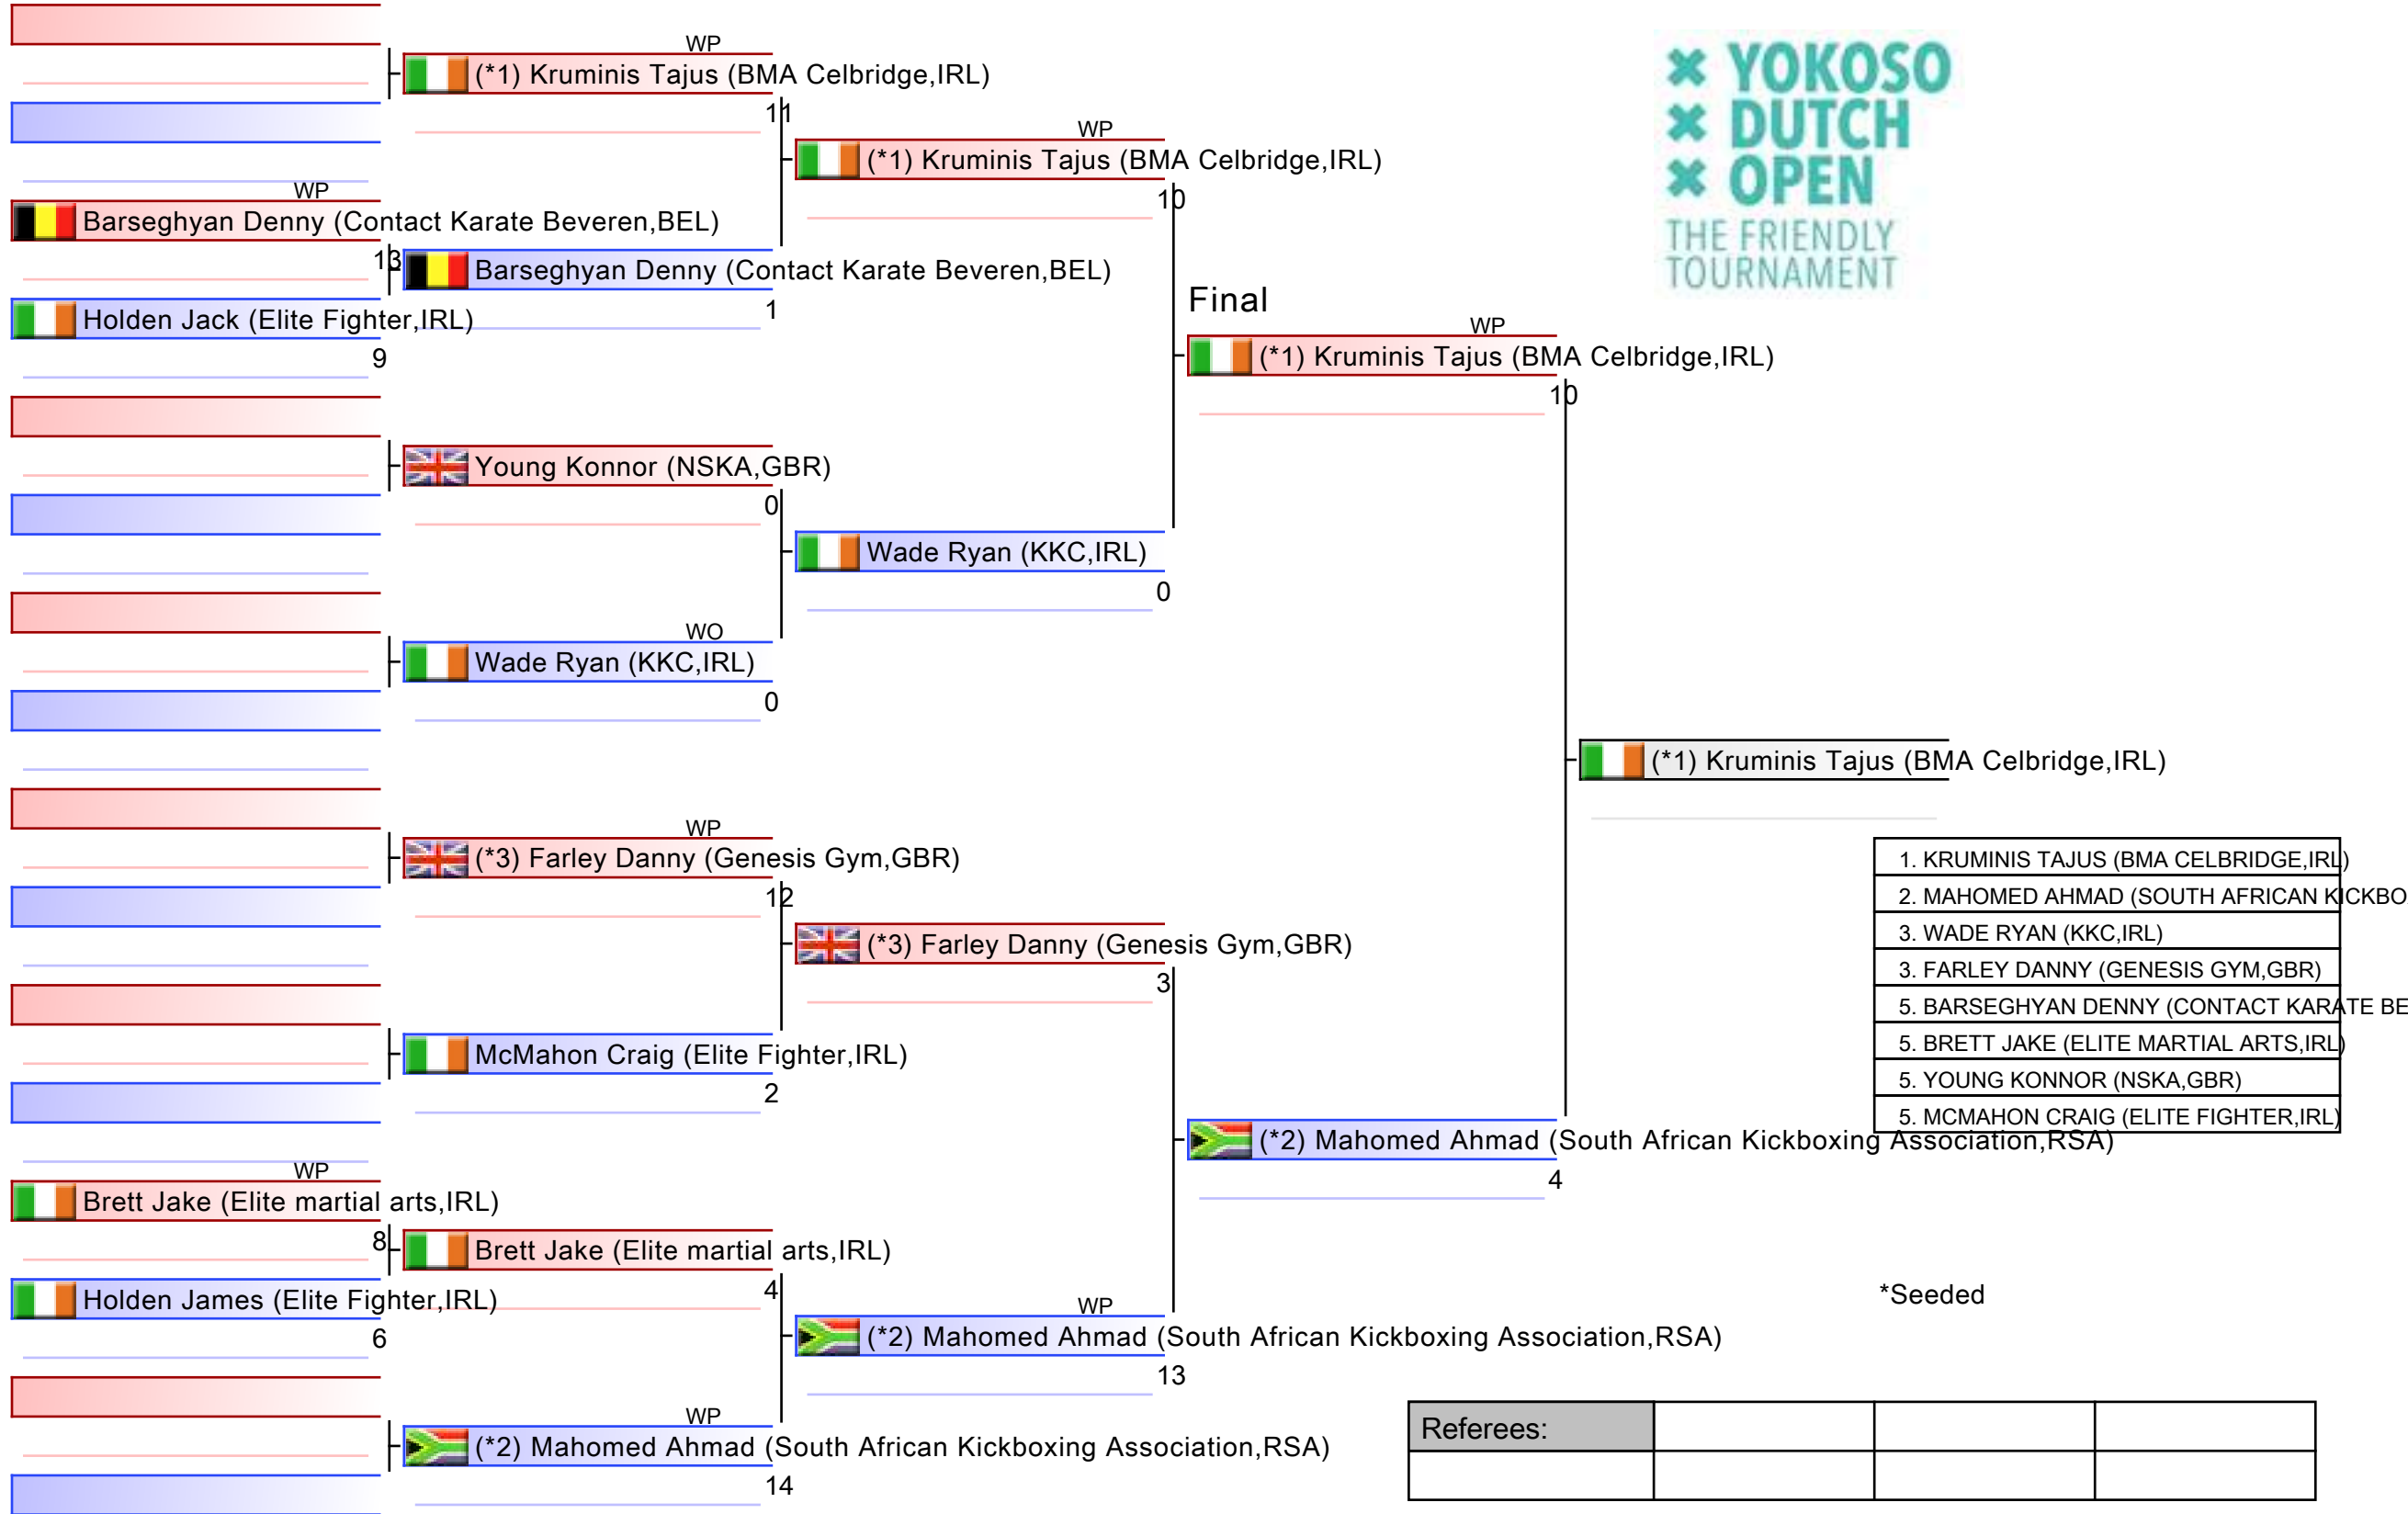 WP
(*1) Kruminis Tajus (BMA Celbridge,IRL)
11
WP
Barseghyan Denny (Contact Karate Beveren,BEL)
13
Barseghyan Denny (Contact Karate Beveren,BEL)
1
Holden Jack (Elite Fighter,IRL)
9
Young Konnor (NSKA,GBR)
0
WO
Wade Ryan (KKC,IRL)
0
WP
(*3) Farley Danny (Genesis Gym,GBR)
12
McMahon Craig (Elite Fighter,IRL)
2
WP
Brett Jake (Elite martial arts,IRL)
8
Brett Jake (Elite martial arts,IRL)
4
Holden James (Elite Fighter,IRL)
6
WP
(*2) Mahomed Ahmad (South African Kickboxing Association,RSA)
14
WP
(*1) Kruminis Tajus (BMA Celbridge,IRL)
10
Wade Ryan (KKC,IRL)
0
(*3) Farley Danny (Genesis Gym,GBR)
3
WP
(*2) Mahomed Ahmad (South African Kickboxing Association,RSA)
13
Final
WP
(*1) Kruminis Tajus (BMA Celbridge,IRL)
10
(*2) Mahomed Ahmad (South African Kickboxing Association,RSA)
4
(*1) Kruminis Tajus (BMA Celbridge,IRL)
YOKOSO
DUTCH
OPEN
THE FRIENDLY
TOURNAMENT
1. KRUMINIS TAJUS (BMA CELBRIDGE,IRL)
2. MAHOMED AHMAD (SOUTH AFRICAN KICKBO
3. WADE RYAN (KKC,IRL)
3. FARLEY DANNY (GENESIS GYM,GBR)
5. BARSEGHYAN DENNY (CONTACT KARATE BE
5. BRETT JAKE (ELITE MARTIAL ARTS,IRL)
5. YOUNG KONNOR (NSKA,GBR)
5. MCMAHON CRAIG (ELITE FIGHTER,IRL)
*Seeded
Referees: